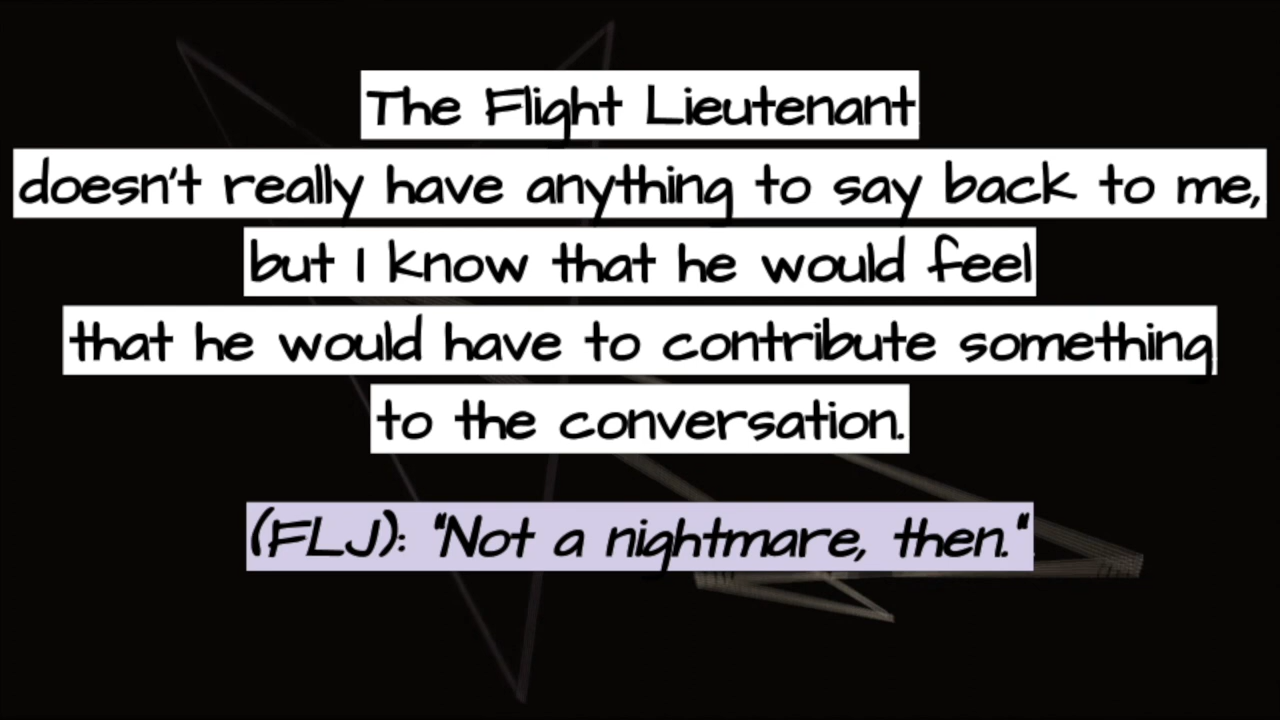 The Flight Lieutenant
doesn't really have anything to say back to me,
but I know that he would feel
that he would have to contribute something
to the conversation.
(FLJ): "Not a nightmare, then."